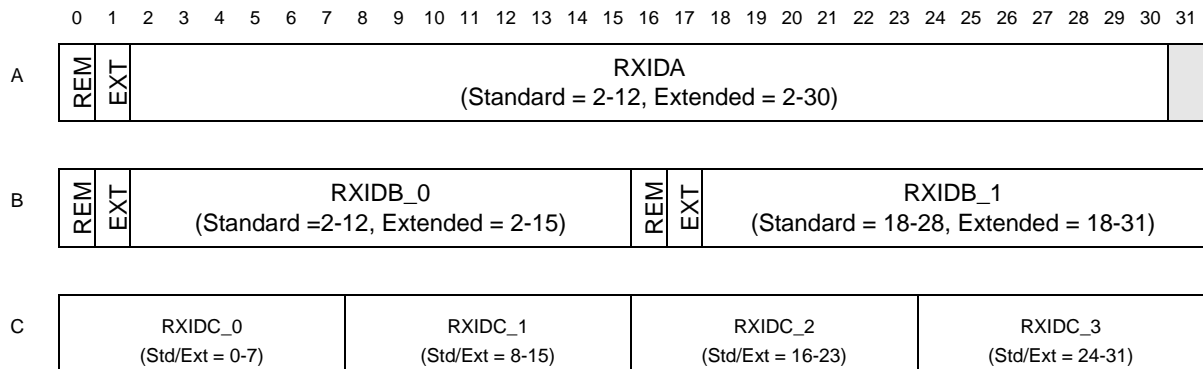 0 1 2 3 4 5 6 7 8 9 10 11 12 13 14 15 16 17 18 19 20 21 22 23 24 25 26 27 28 29 30 31
A REM EXT RXIDA
(Standard = 2-12, Extended = 2-30)
B REM EXT RXIDB_0 REM EXT RXIDB_1
(Standard =2-12, Extended = 2-15) (Standard = 18-28, Extended = 18-31)
C RXIDC_0 RXIDC_1 RXIDC_2 RXIDC_3
(Std/Ext = 0-7) (Std/Ext = 8-15) (Std/Ext = 16-23) (Std/Ext = 24-31)